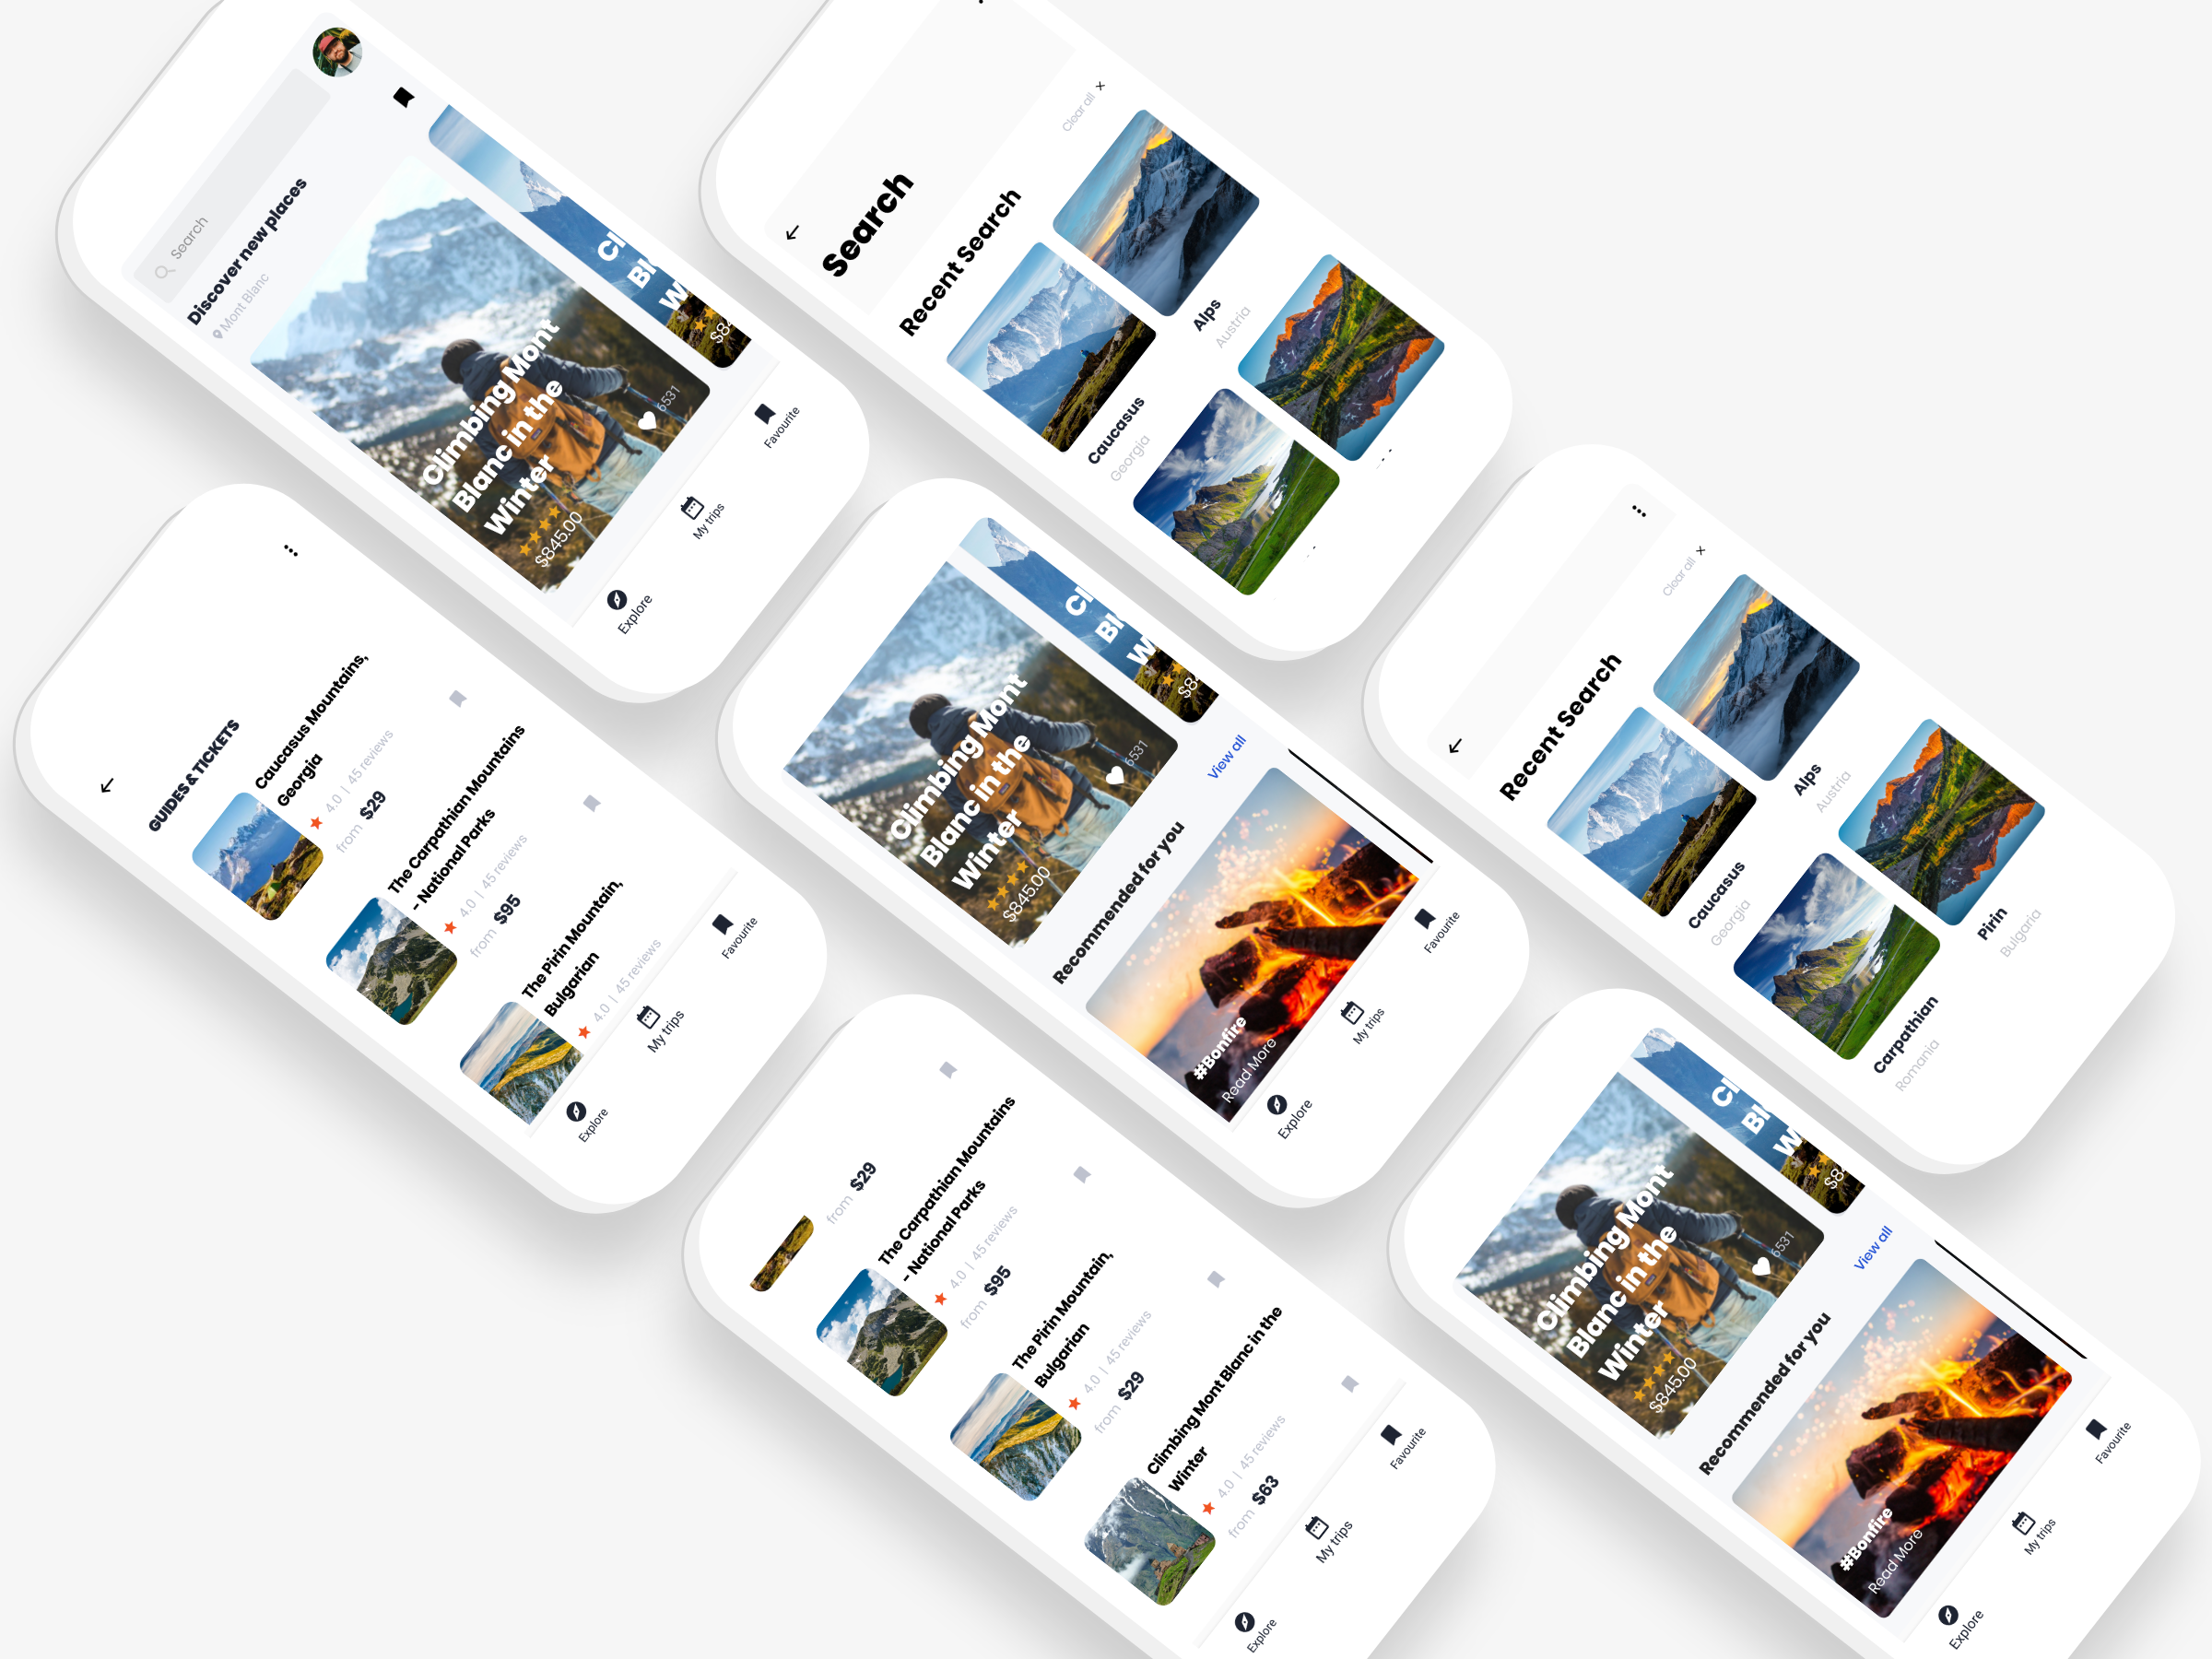 Search
Discover new places
Mont Blanc
Climbing Mont
Blanc in the
Winter
$845.00
6531
Cl
Bl
W
$84
Explore
My trips
Favourite
Search
Recent Search
Clear all ×
Caucasus
Georgia
Alps
Austria
GUIDES & TICKETS
Caucasus Mountains,
Georgia
4.0 | 45 reviews
from $29
The Carpathian Mountains
- National Parks
4.0 | 45 reviews
from $95
The Pirin Mountain,
Bulgarian
4.0 | 45 reviews
Explore
My trips
Favourite
Climbing Mont
Blanc in the
Winter
$845.00
6531
Cl
Bl
W
$84
Recommended for you
View all
#Bonfire
Read More
Explore
My trips
Favourite
Recent Search
Clear all ×
Caucasus
Georgia
Alps
Austria
Carpathian
Romania
Pirin
Bulgaria
from $29
The Carpathian Mountains
- National Parks
4.0 | 45 reviews
from $95
The Pirin Mountain,
Bulgarian
4.0 | 45 reviews
from $29
Climbing Mont Blanc in the
Winter
4.0 | 45 reviews
from $63
Explore
My trips
Favourite
Climbing Mont
Blanc in the
Winter
$845.00
6531
Cl
Bl
W
$84
Recommended for you
View all
#Bonfire
Read More
Explore
My trips
Favourite